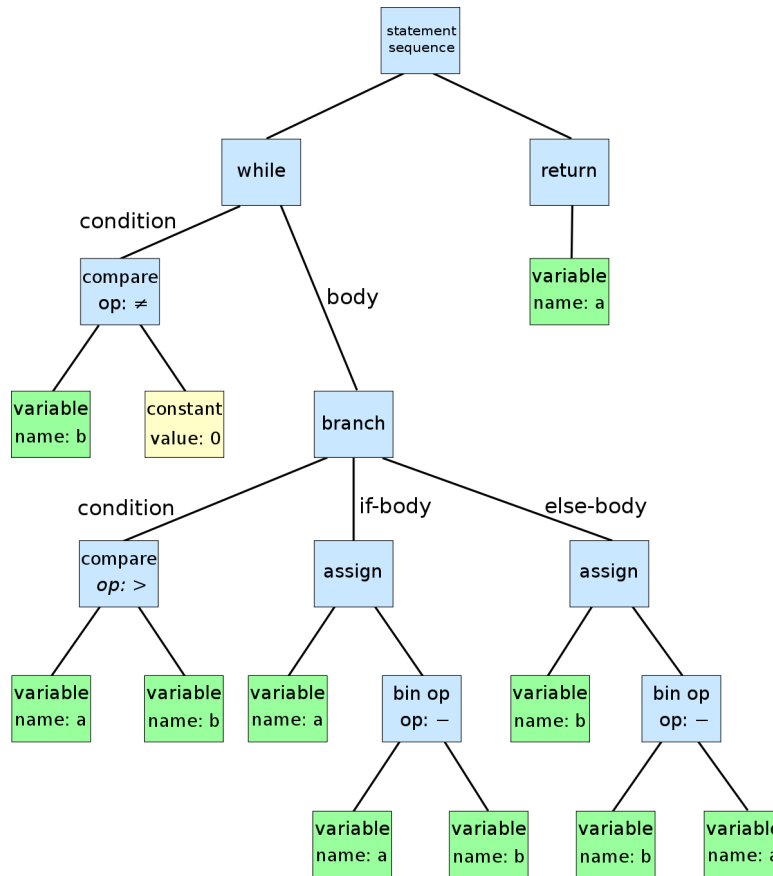 statement
sequence
while
return
condition
compare
op: ≠
body
variable
name: a
variable
name: b
constant
value: 0
branch
condition
if-body
else-body
compare
op: >
assign
assign
variable
name: a
variable
name: b
variable
name: a
bin op
op: −
variable
name: b
bin op
op: −
variable
name: a
variable
name: b
variable
name: b
variable
name: a